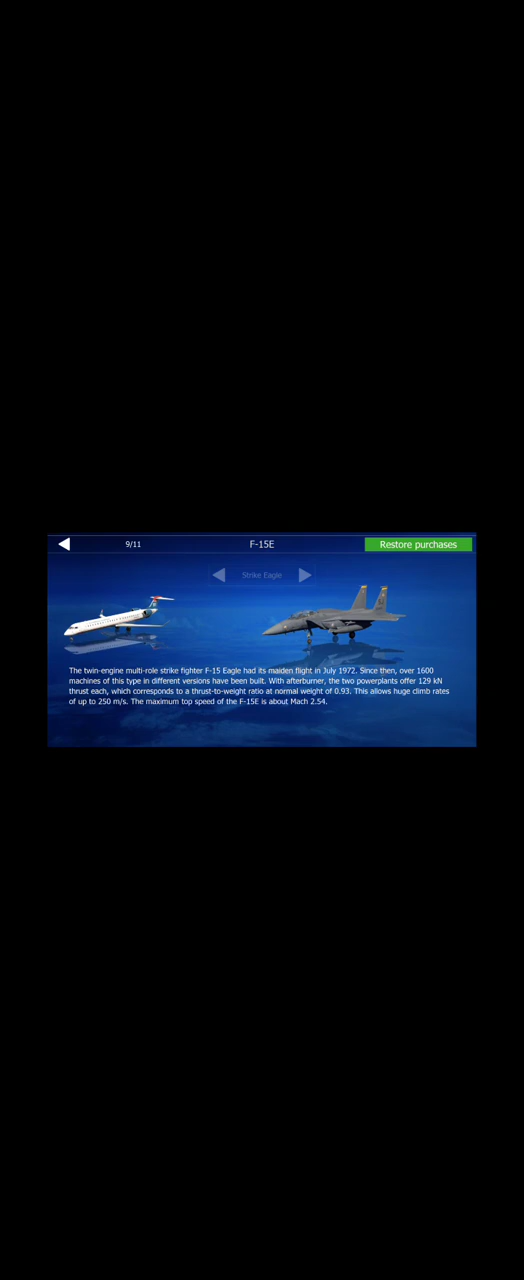 9/11
F-15E
Restore purchases
Strike Eagle
The twin-engine multi-role strike fighter F-15 Eagle had its maiden flight in July 1972. Since then, over 1600
machines of this type in different versions have been built. With afterburner, the two powerplants offer 129 kN
thrust each, which corresponds to a thrust-to-weight ratio at normal weight of 0.93. This allows huge climb rates
of up to 250 m/s. The maximum top speed of the F-15E is about Mach 2.54.